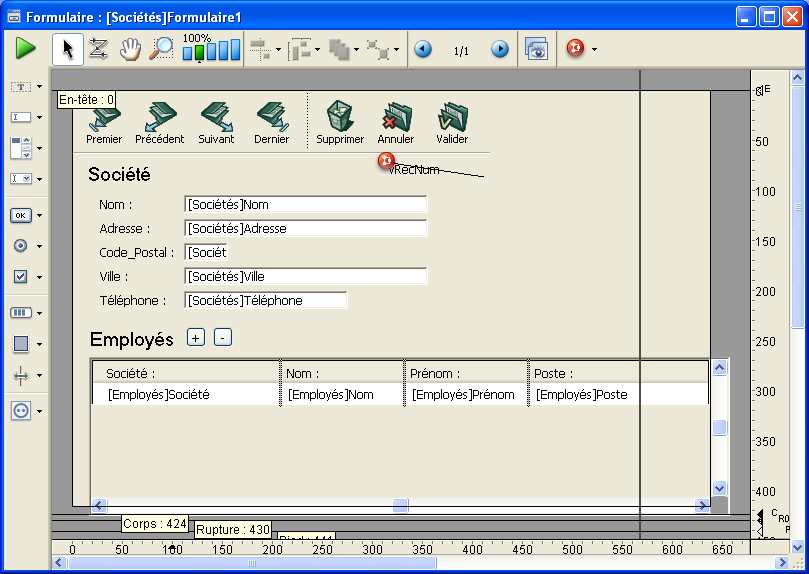 Formulaire : [Sociétés]Formulaire1
100%
1/1
En-tête : 0
Premier Précédent Suivant Dernier Supprimer Annuler Valider
vRecNum
Société
Nom : [Sociétés]Nom
Adresse : [Sociétés]Adresse
Code_Postal : [Sociét
Ville : [Sociétés]Ville
Téléphone : [Sociétés]Téléphone
Employés + -
Société : Nom : Prénom : Poste :
[Employés]Société [Employés]Nom [Employés]Prénom [Employés]Poste
OK
50
100
150
200
250
300
350
400
Corps : 424
Rupture : 430
0 50 100 150 200 250 300 350 400 450 500 550 600 650